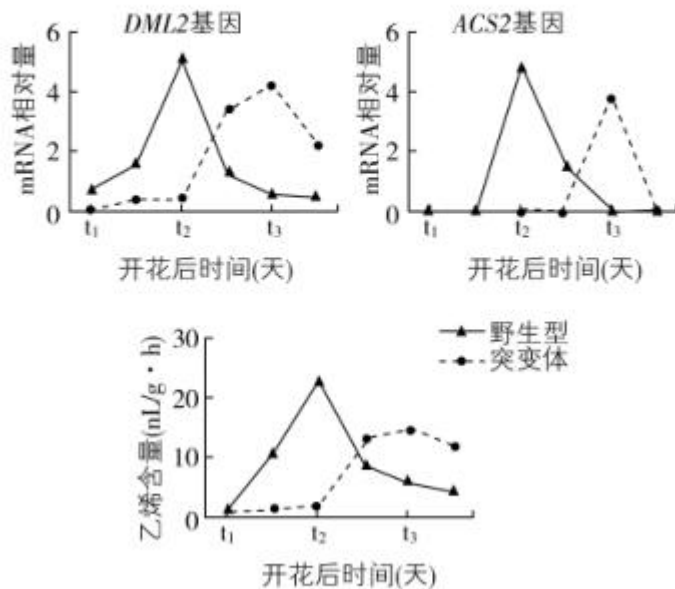 DML2基因
6
4
2
0
mRNA相对量
t₁ t₂ t₃
开花后时间(天)
ACS2基因
6
4
2
0
mRNA相对量
t₁ t₂ t₃
开花后时间(天)
30
20
10
0
乙烯含量(nL/g·h)
t₁ t₂ t₃
开花后时间(天)
野生型
突变体